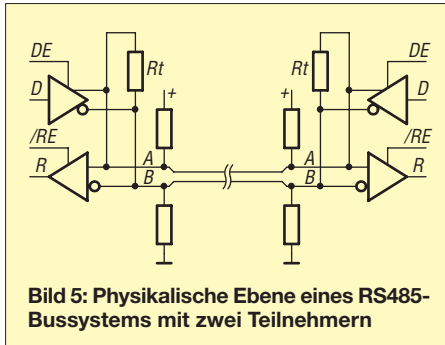 DE
Rt
Rt
DE
D
+
+
D
/RE
/RE
R
A
A
R
B
B
Bild 5: Physikalische Ebene eines RS485-
Bussystems mit zwei Teilnehmern